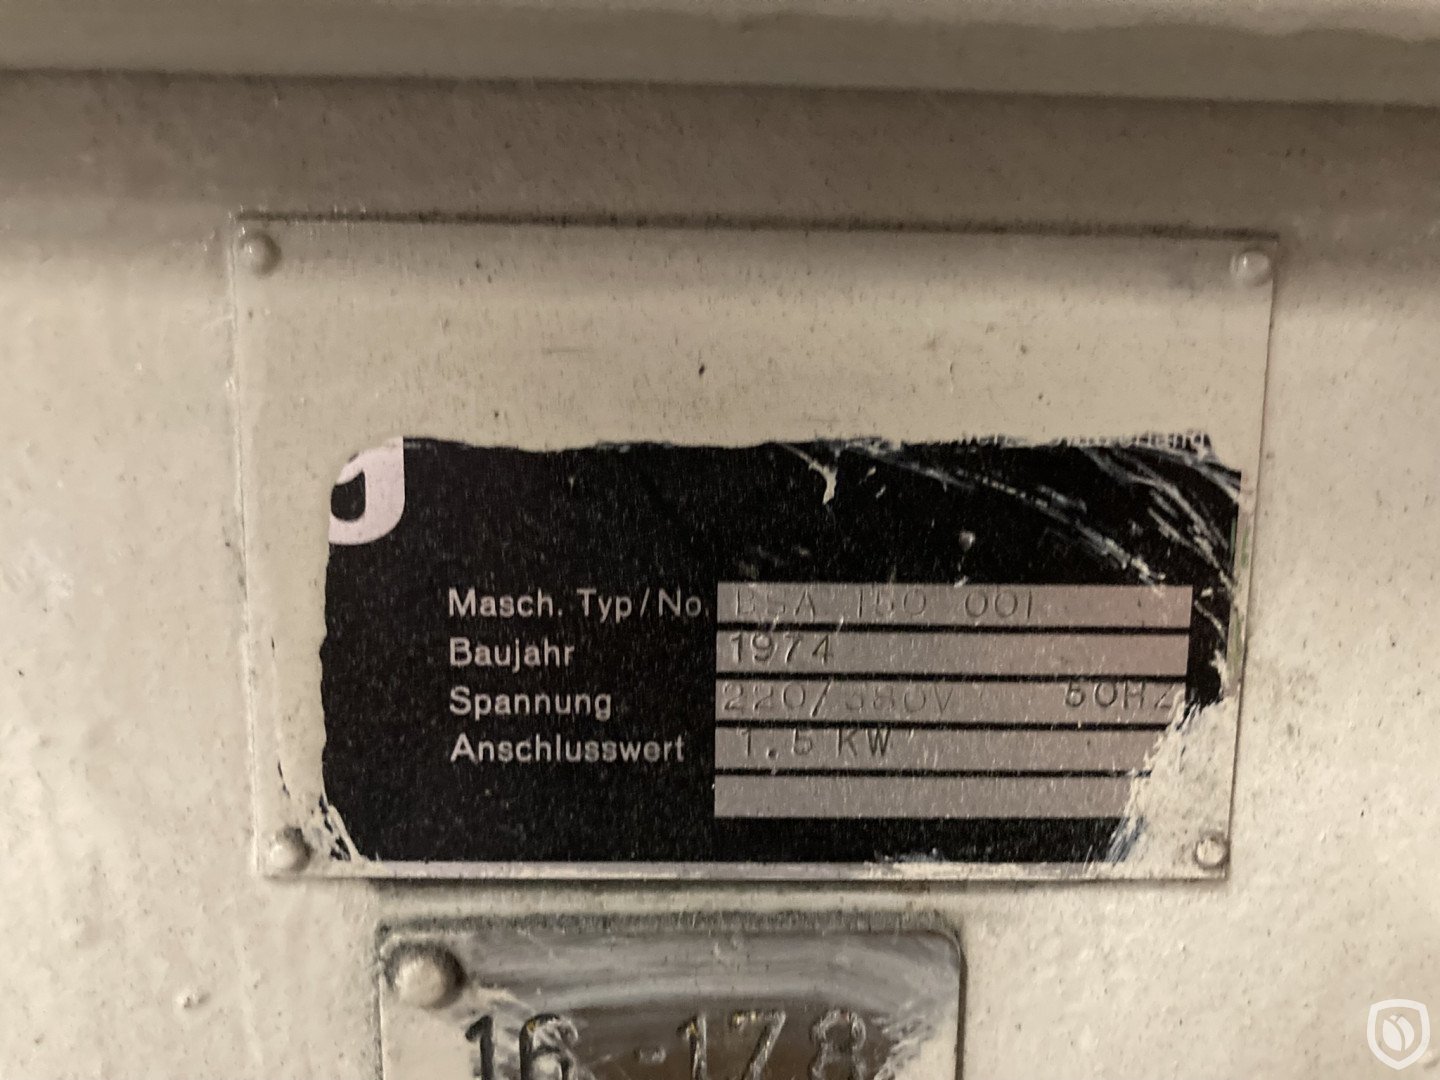 Masch. Typ/No. BSA 150 001
Baujahr 1974
Spannung 220/380V 50HZ
Anschlusswert 1,5 KW
16-178